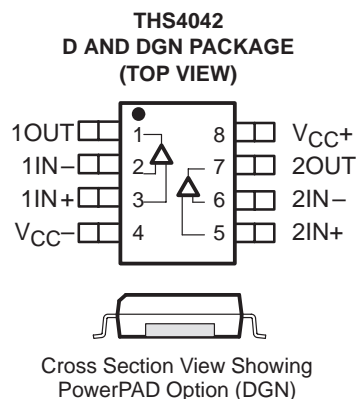 THS4042
D AND DGN PACKAGE
(TOP VIEW)
1OUT 1 8 VCC+
1IN− 2 7 2OUT
1IN+ 3 6 2IN−
VCC− 4 5 2IN+
Cross Section View Showing
PowerPAD Option (DGN)